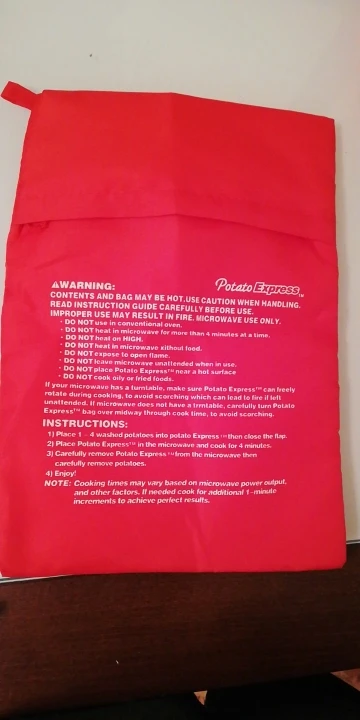 Potato Express™
⚠WARNING:
CONTENTS AND BAG MAY BE HOT.USE CAUTION WHEN HANDLING.
READ INSTRUCTION GUIDE CAREFULLY BEFORE USE.
IMPROPER USE MAY RESULT IN FIRE. MICROWAVE USE ONLY.
· DO NOT use in conventional oven.
· DO NOT heat in microwave for more than 4 minutes at a time.
· DO NOT heat on HIGH.
· DO NOT heat in microwave without food.
· DO NOT expose to open flame.
· DO NOT leave microwave unattended when in use.
· DO NOT place Potato Express™ near a hot surface
· DO NOT cook oily or fried foods.
If your microwave has a turntable, make sure Potato Express™ can freely
rotate during cooking, to avoid scorching which can lead to fire if left
unattended. If microwave does not have a trrntable, carefully turn Potato
Express™ bag over midway through cook time, to avoid scorching.
INSTRUCTIONS:
1) Place 1 - 4 washed potatoes into potato Express™ then close the flap.
2) Place Potato Express™ in the microwave and cook for 4 minutes.
3) Carefully remove Potato Express™ from the microwave then
carefully remove potatoes.
4) Enjoy!
NOTE: Cooking times may vary based on microwave power output,
and other factors. If needed cook for additional 1-minute
increments to achieve perfect results.